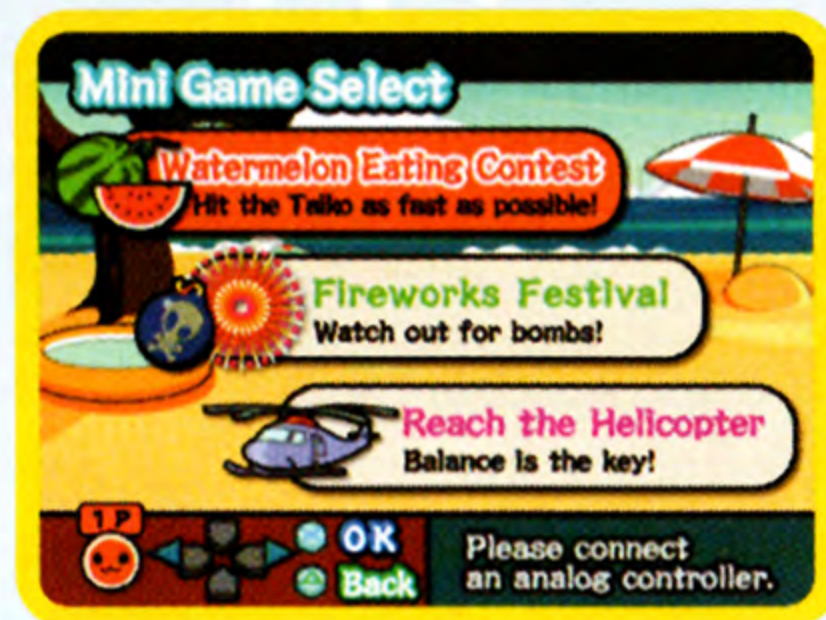 Mini Game Select
Watermelon Eating Contest
Hit the Taiko as fast as possible!
Fireworks Festival
Watch out for bombs!
Reach the Helicopter
Balance is the key!
1P
OK
Back
Please connect
an analog controller.